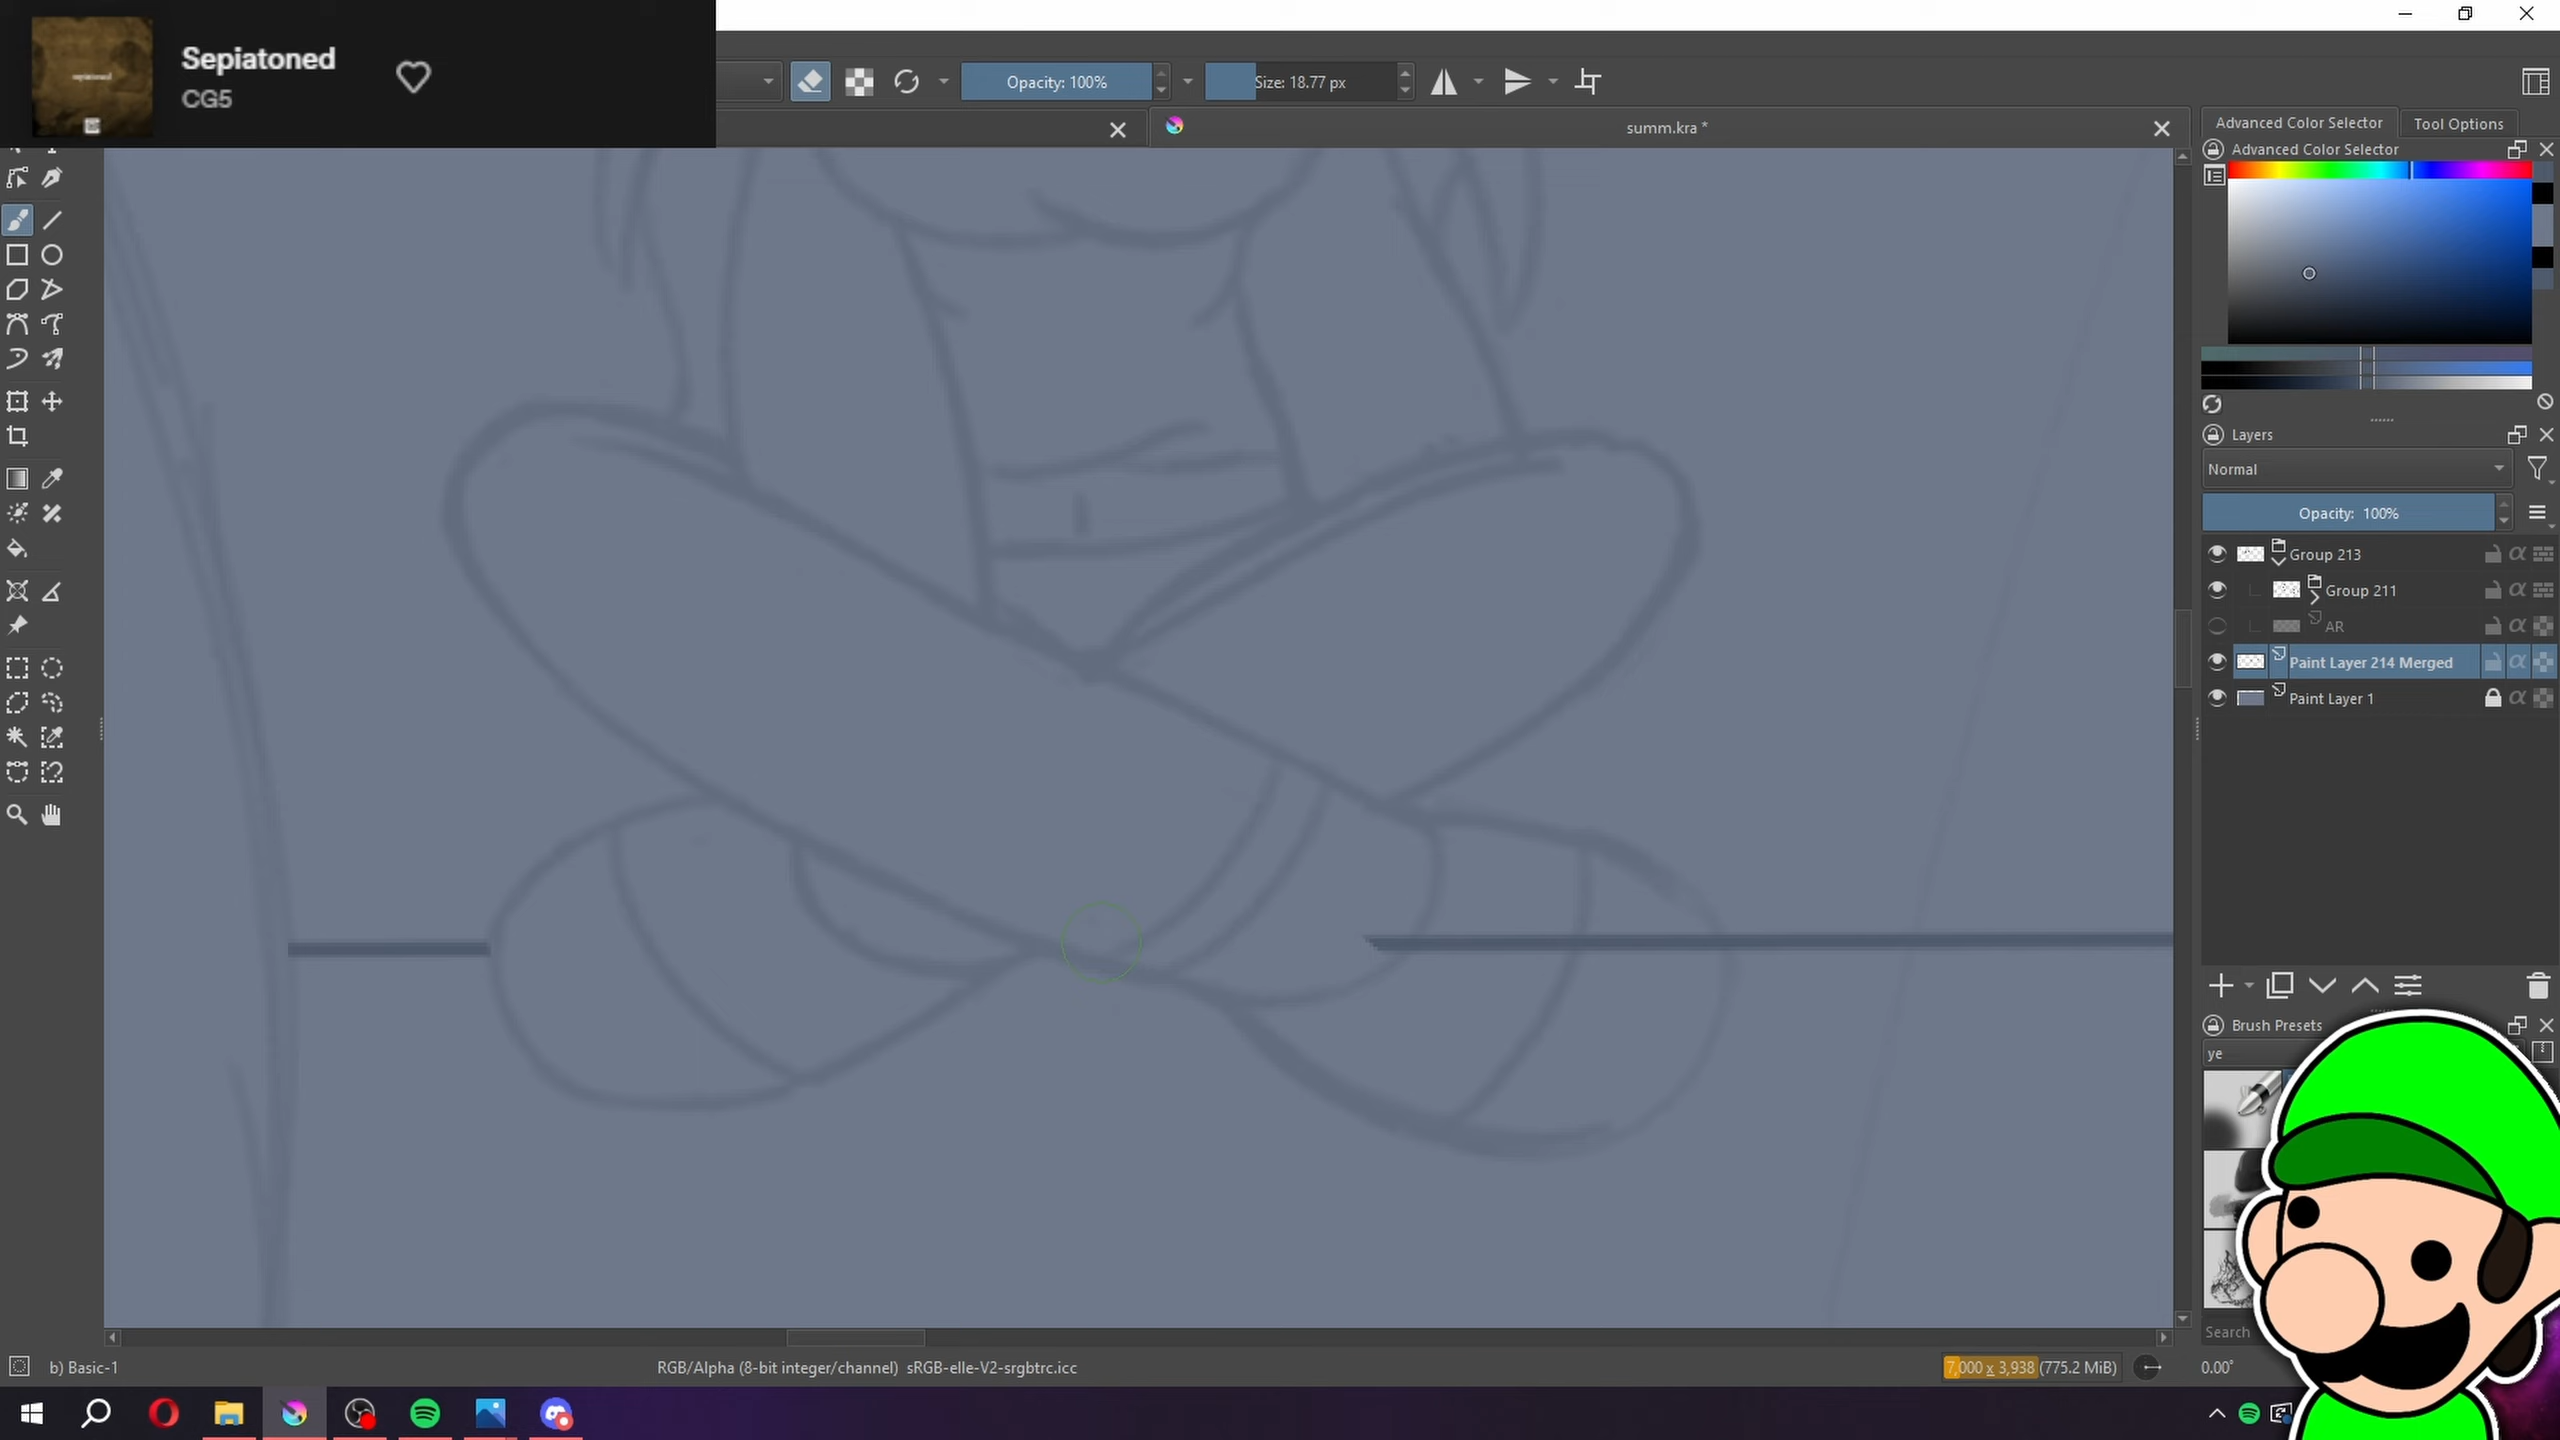 Sepiatoned
CG5
sepiatoned
Opacity: 100%
Size: 18.77 px
summ.kra *
Advanced Color Selector
Tool Options
Advanced Color Selector
Layers
Normal
Opacity: 100%
Group 213
Group 211
AR
Paint Layer 214 Merged
Paint Layer 1
Brush Presets
ye
Search
b) Basic-1
RGB/Alpha (8-bit integer/channel) sRGB-elle-V2-srgbtrc.icc
7,000 x 3,938 (775.2 MiB)
0.00°